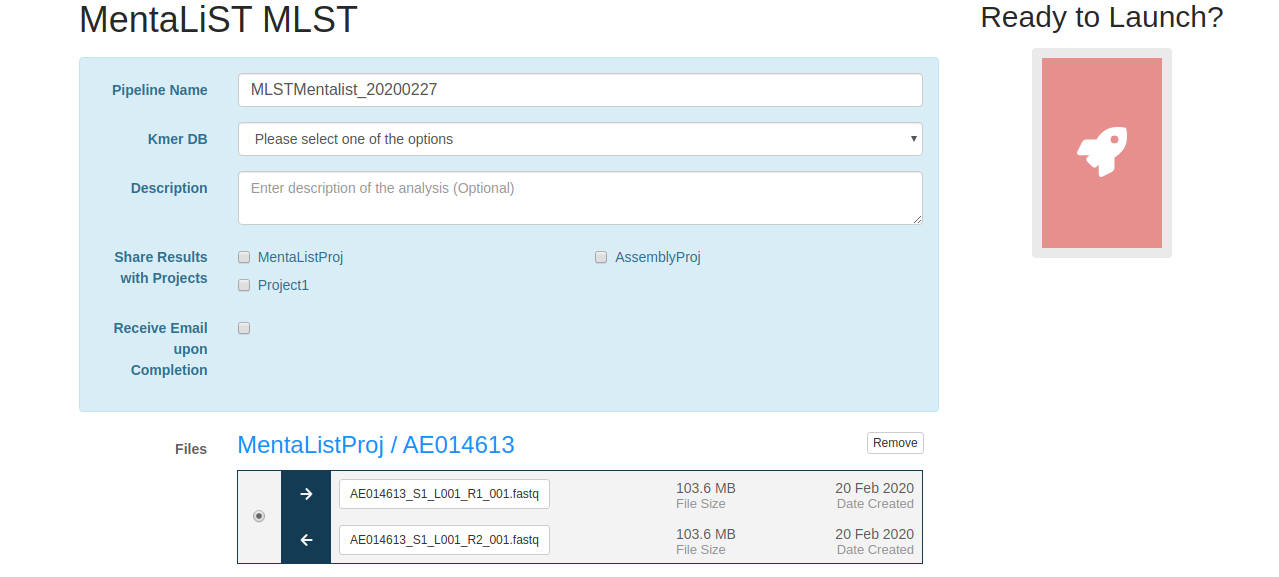 MentaLiST MLST
Ready to Launch?
Pipeline Name
MLSTMentalist_20200227
Kmer DB
Please select one of the options
Description
Enter description of the analysis (Optional)
Share Results
with Projects
MentaListProj
AssemblyProj
Project1
Receive Email
upon
Completion
Files
MentaListProj / AE014613
Remove
AE014613_S1_L001_R1_001.fastq
103.6 MB
File Size
20 Feb 2020
Date Created
AE014613_S1_L001_R2_001.fastq
103.6 MB
File Size
20 Feb 2020
Date Created